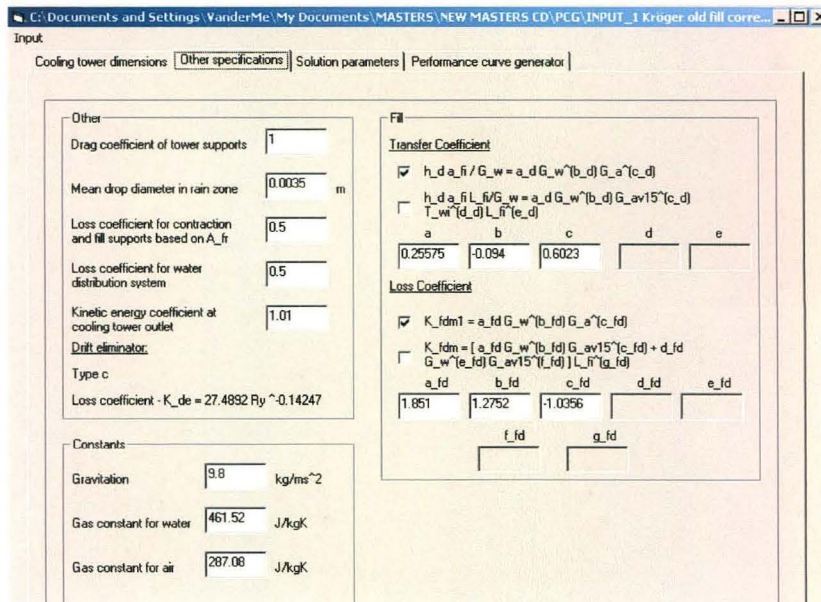 C:\Documents and Settings\VanderMe\My Documents\MASTERS\NEW MASTERS CD\PCG\INPUT_1 Kröger old fill corre...
Input
Cooling tower dimensions
Other specifications
Solution parameters
Performance curve generator
Other
Drag coefficient of tower supports 1
Mean drop diameter in rain zone 0.0035 m
Loss coefficient for contraction
and fill supports based on A_fr 0.5
Loss coefficient for water
distribution system 0.5
Kinetic energy coefficient at
cooling tower outlet 1.01
Drift eliminator:
Type c
Loss coefficient - K_de = 27.4892 Ry ^-0.14247
Constants
Gravitation 9.8 kg/ms^2
Gas constant for water 461.52 J/kgK
Gas constant for air 287.08 J/kgK
Fill
Transfer Coefficient
h_d a_fi / G_w = a_d G_w^(b_d) G_a^(c_d)
h_d a_fi L_fi/G_w = a_d G_w^(b_d) G_av15^(c_d)
T_wi^(d_d) L_fi^(e_d)
a b c d e
0.25575 -0.094 0.6023
Loss Coefficient
K_fdm1 = a_fd G_w^(b_fd) G_a^(c_fd)
K_fdm = [ a_fd G_w^(b_fd) G_av15^(c_fd) + d_fd
G_w^(e_fd) G_av15^(f_fd) ] L_fi^(g_fd)
a_fd b_fd c_fd d_fd e_fd
1.851 1.2752 -1.0356
f_fd g_fd